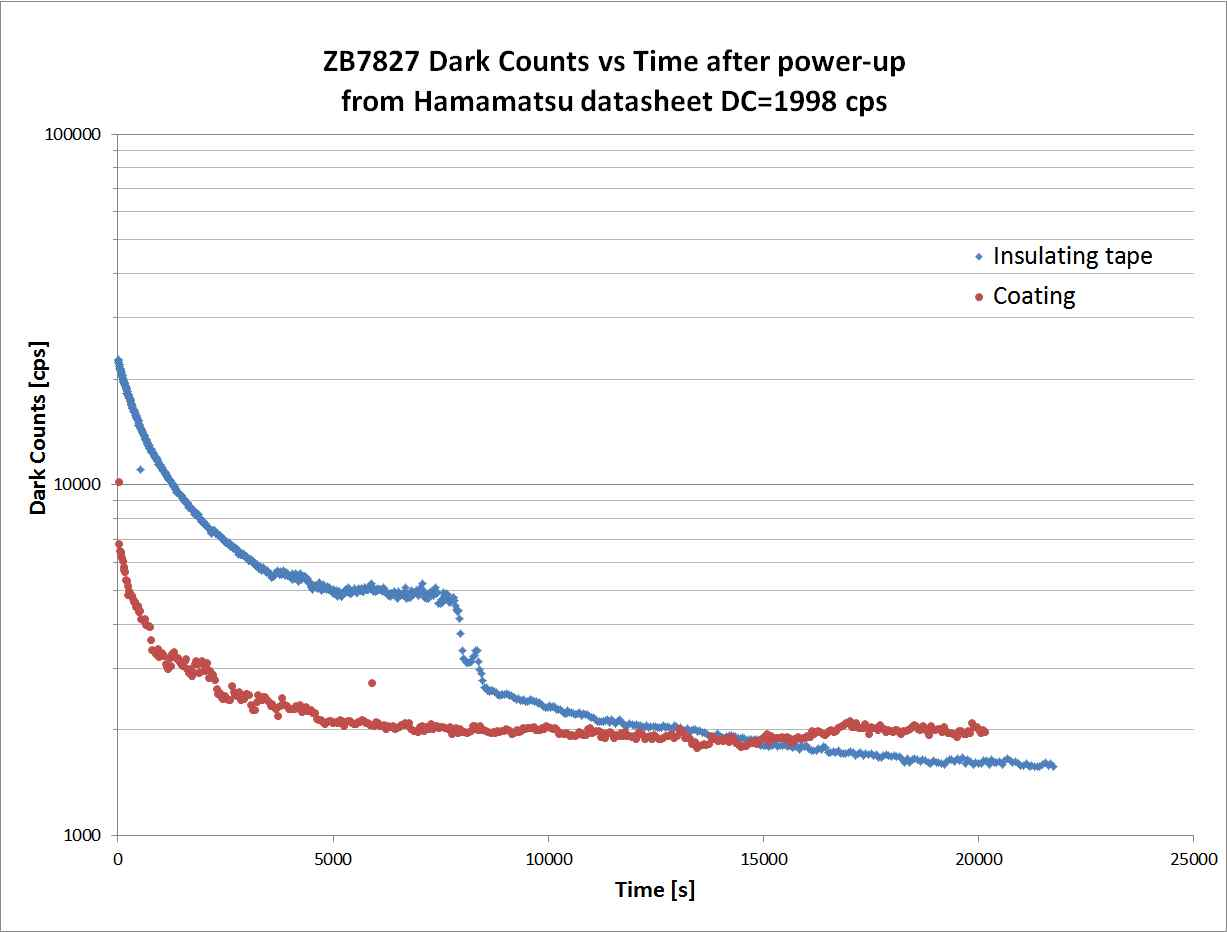 ZB7827 Dark Counts vs Time after power-up
from Hamamatsu datasheet DC=1998 cps
100000
Insulating tape
Coating
Dark Counts [cps]
10000
1000
0 5000 10000 15000 20000 25000
Time [s]